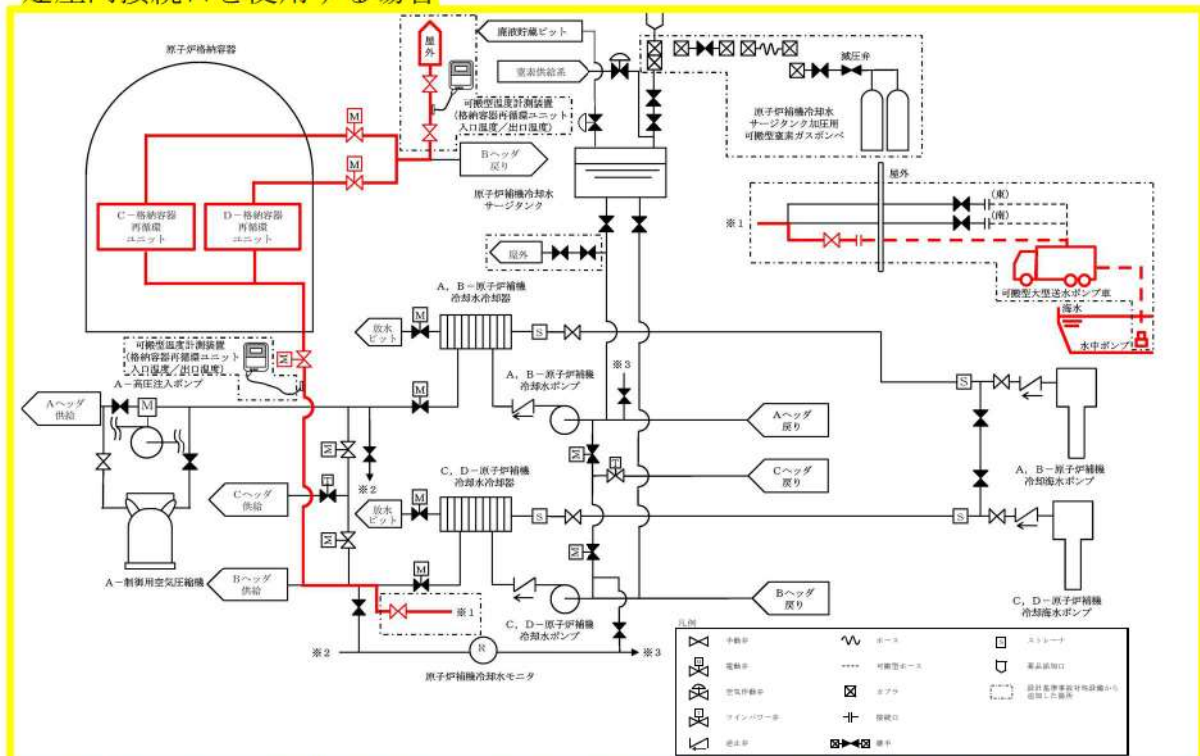 原子炉格納容器
屋外
廃液貯蔵ピット
窒素供給系
減圧弁
可搬型温度計測装置
(格納容器再循環ユニット
入口温度/出口温度)
原子炉補機冷却水
サージタンク加圧用
可搬型窒素ガスボンベ
M
M
Bヘッダ
戻り
原子炉補機冷却水
サージタンク
屋外
(東)
(南)
※1
C-格納容器
再循環
ユニット
D-格納容器
再循環
ユニット
屋外
可搬型大型送水ポンプ車
海水
水中ポンプ
A,B-原子炉補機
冷却水冷却器
放水
ピット
M
S
可搬型温度計測装置
(格納容器再循環ユニット
入口温度/出口温度)
M
A-高圧注入ポンプ
※3
A,B-原子炉補機
冷却水ポンプ
S
Aヘッダ
供給
M
M
Aヘッダ
戻り
M
M
※2
C,D-原子炉補機
冷却水冷却器
T
Cヘッダ
戻り
A,B-原子炉補機
冷却海水ポンプ
Cヘッダ
供給
T
放水
ピット
M
S
S
M
M
A-制御用空気圧縮機
Bヘッダ
供給
M
※1
C,D-原子炉補機
冷却水ポンプ
Bヘッダ
戻り
C,D-原子炉補機
冷却海水ポンプ
※2
R
※3
原子炉補機冷却水モニタ
凡例
手動弁
ホース
S
ストレーナ
電動弁
可搬型ホース
薬品添加口
空気作動弁
カプラ
設計基準事故対処設備から
追加した箇所
ツインパワー弁
接続口
逆止弁